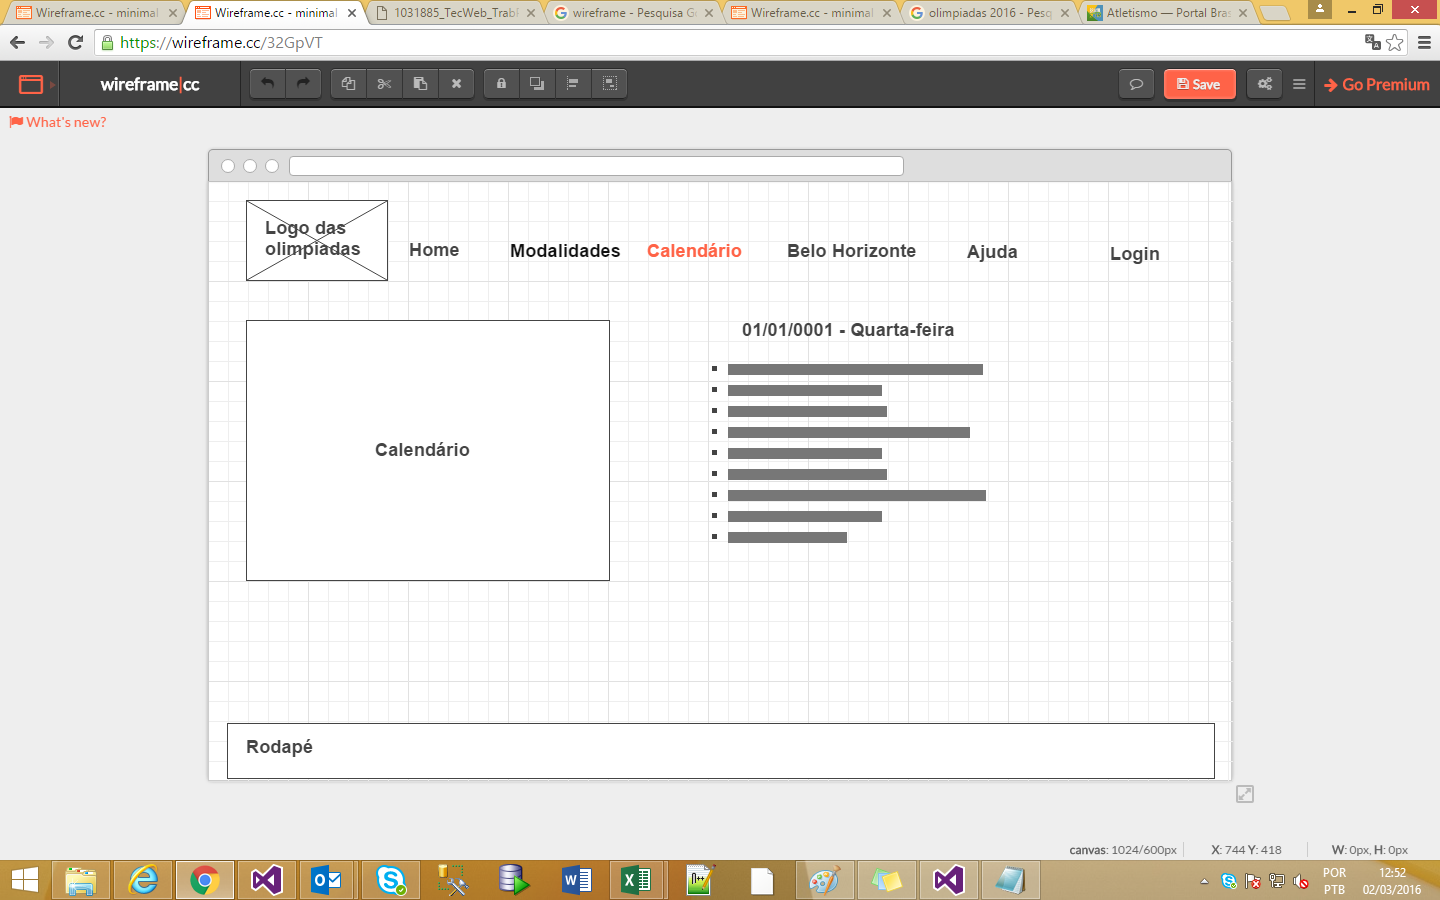 Wireframe.cc - minimal
Wireframe.cc - minimal
1031885_TecWeb_TrabF
wireframe - Pesquisa Go
Wireframe.cc - minimal
olimpiadas 2016 - Pesq
Atletismo — Portal Bras
https://wireframe.cc/32GpVT
wireframe|cc
Save
Go Premium
What's new?
Logo das
olimpiadas
Home
Modalidades
Calendário
Belo Horizonte
Ajuda
Login
01/01/0001 - Quarta-feira
Calendário
Rodapé
canvas: 1024/600px
X: 744 Y: 418
W: 0px, H: 0px
POR
PTB
12:52
02/03/2016